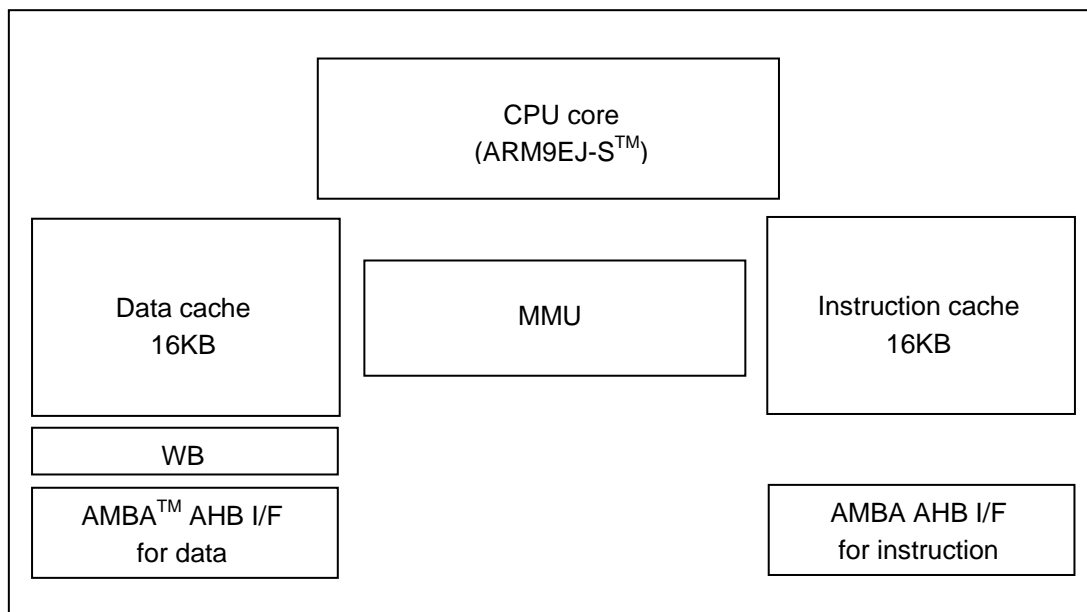 CPU core
(ARM9EJ-S™)
Data cache
16KB
MMU
Instruction cache
16KB
WB
AMBA™ AHB I/F
for data
AMBA AHB I/F
for instruction